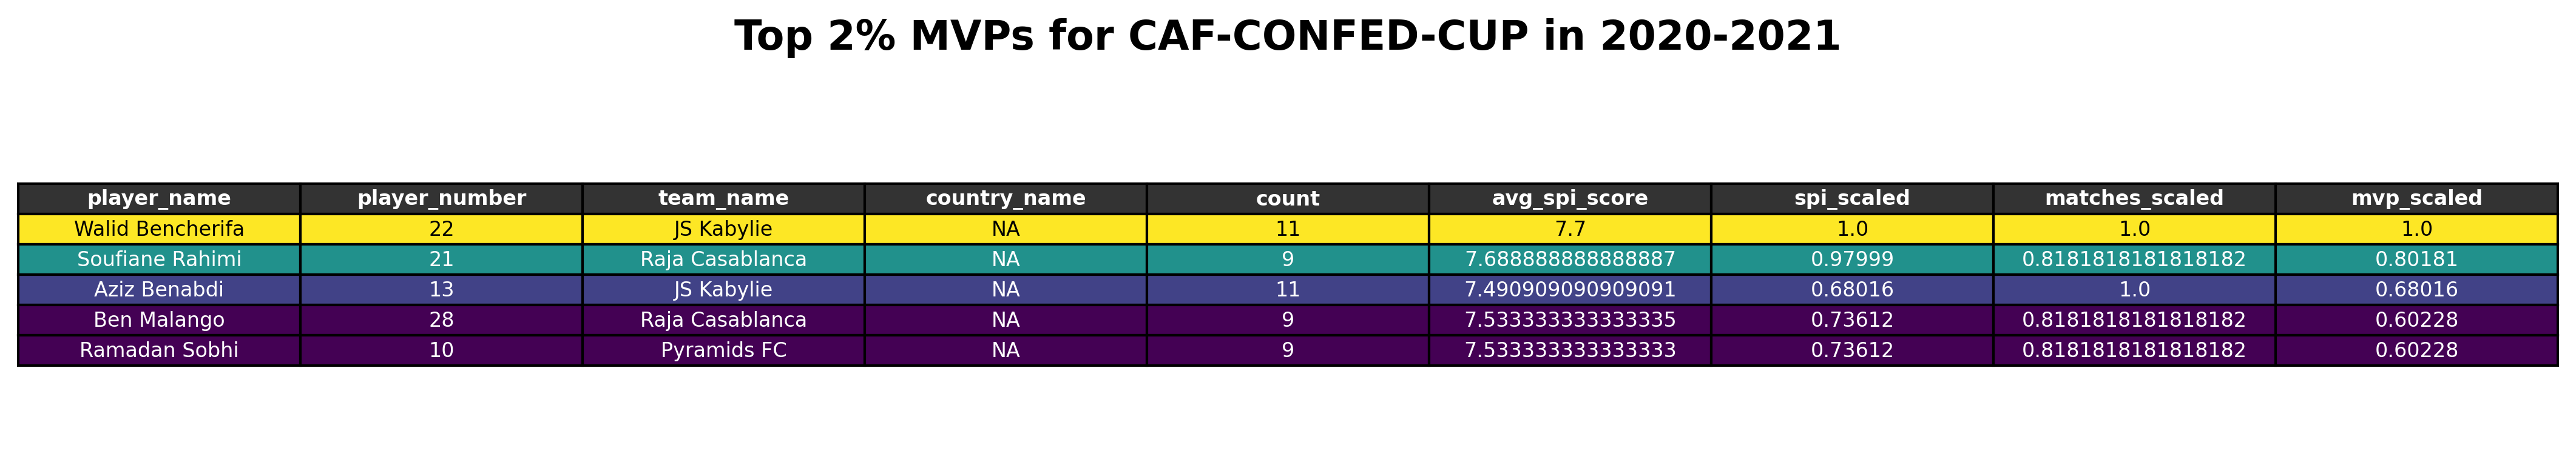 Top 2% MVPs for CAF-CONFED-CUP in 2020-2021
player_name player_number team_name country_name count avg_spi_score spi_scaled matches_scaled mvp_scaled
Walid Bencherifa 22 JS Kabylie NA 11 7.7 1.0 1.0 1.0
Soufiane Rahimi 21 Raja Casablanca NA 9 7.688888888888887 0.97999 0.8181818181818182 0.80181
Aziz Benabdi 13 JS Kabylie NA 11 7.490909090909091 0.68016 1.0 0.68016
Ben Malango 28 Raja Casablanca NA 9 7.533333333333335 0.73612 0.8181818181818182 0.60228
Ramadan Sobhi 10 Pyramids FC NA 9 7.533333333333333 0.73612 0.8181818181818182 0.60228